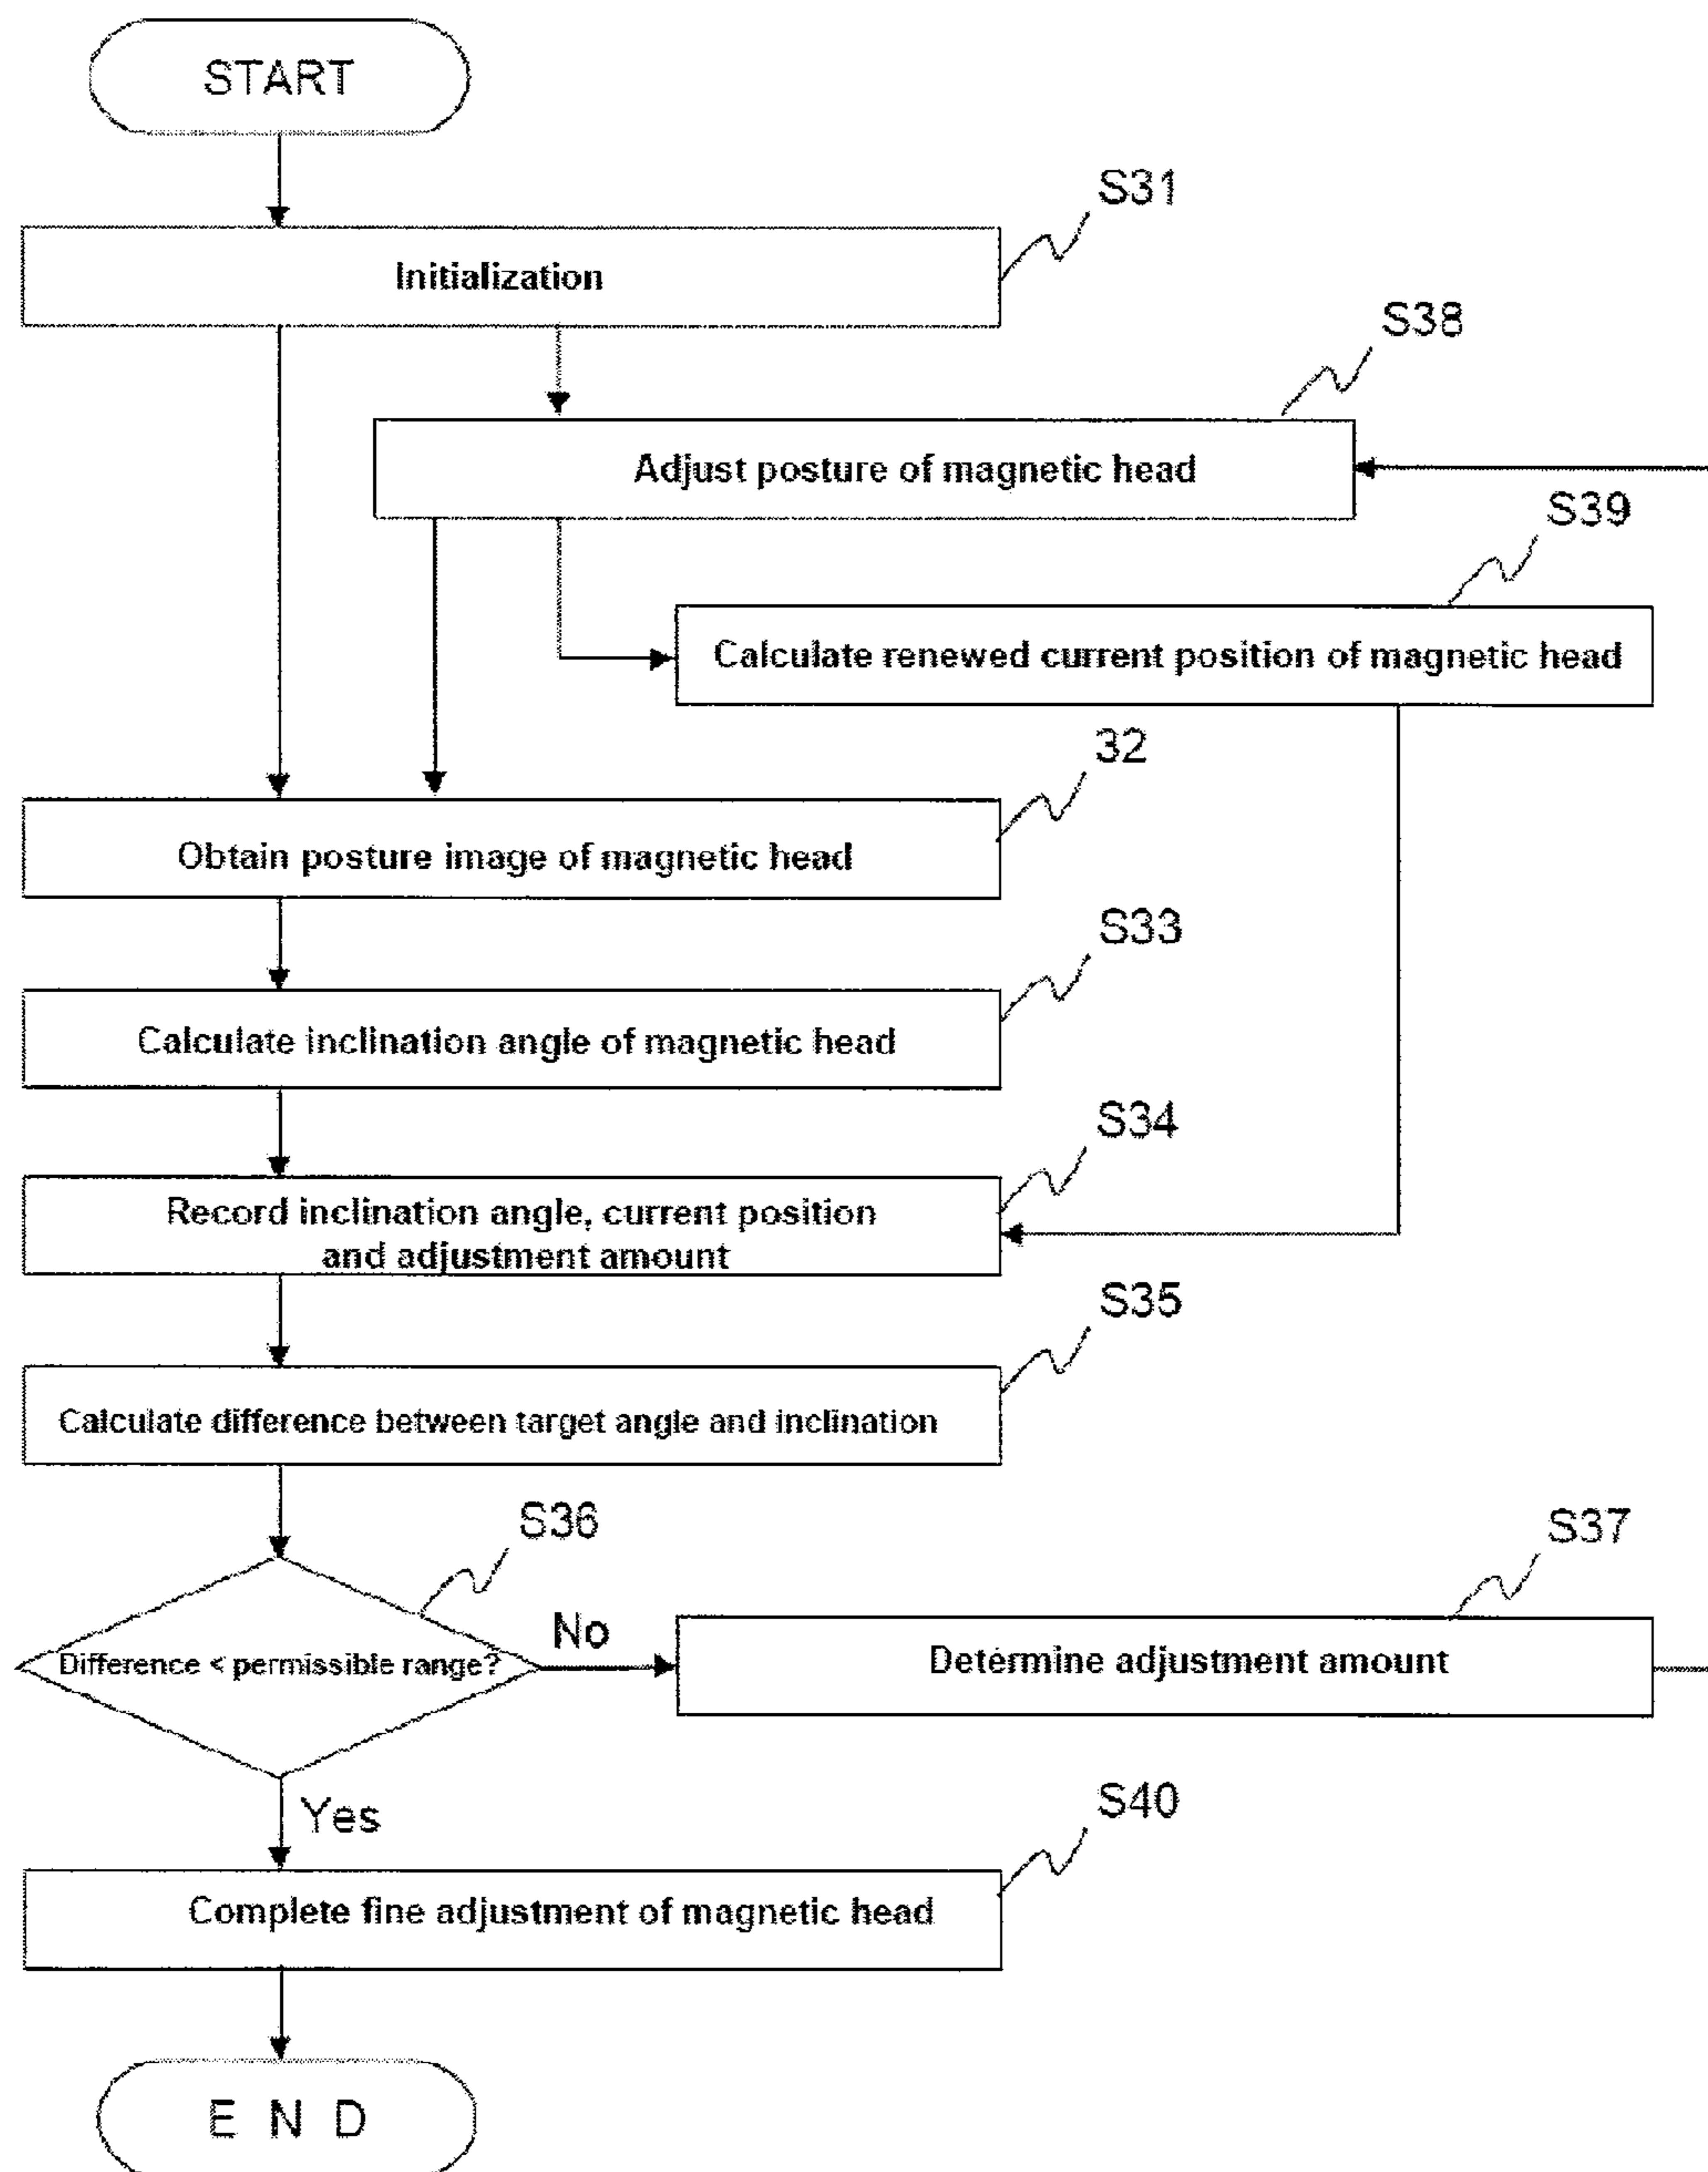 START
S31
Initialization
S38
Adjust posture of magnetic head
S39
Calculate renewed current position of magnetic head
32
Obtain posture image of magnetic head
S33
Calculate inclination angle of magnetic head
S34
Record inclination angle, current position
and adjustment amount
S35
Calculate difference between target angle and inclination
S36
Difference < permissible range?
No
S37
Determine adjustment amount
Yes
S40
Complete fine adjustment of magnetic head
E N D